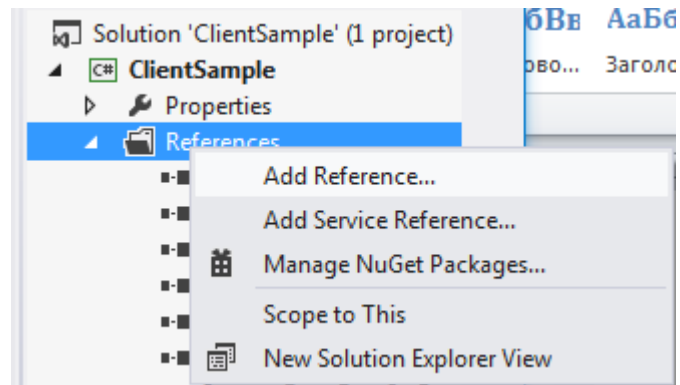 Solution 'ClientSample' (1 project)
C# ClientSample
Properties
References
Add Reference...
Add Service Reference...
Manage NuGet Packages...
Scope to This
New Solution Explorer View
бВв АаБб
ово... Заголо